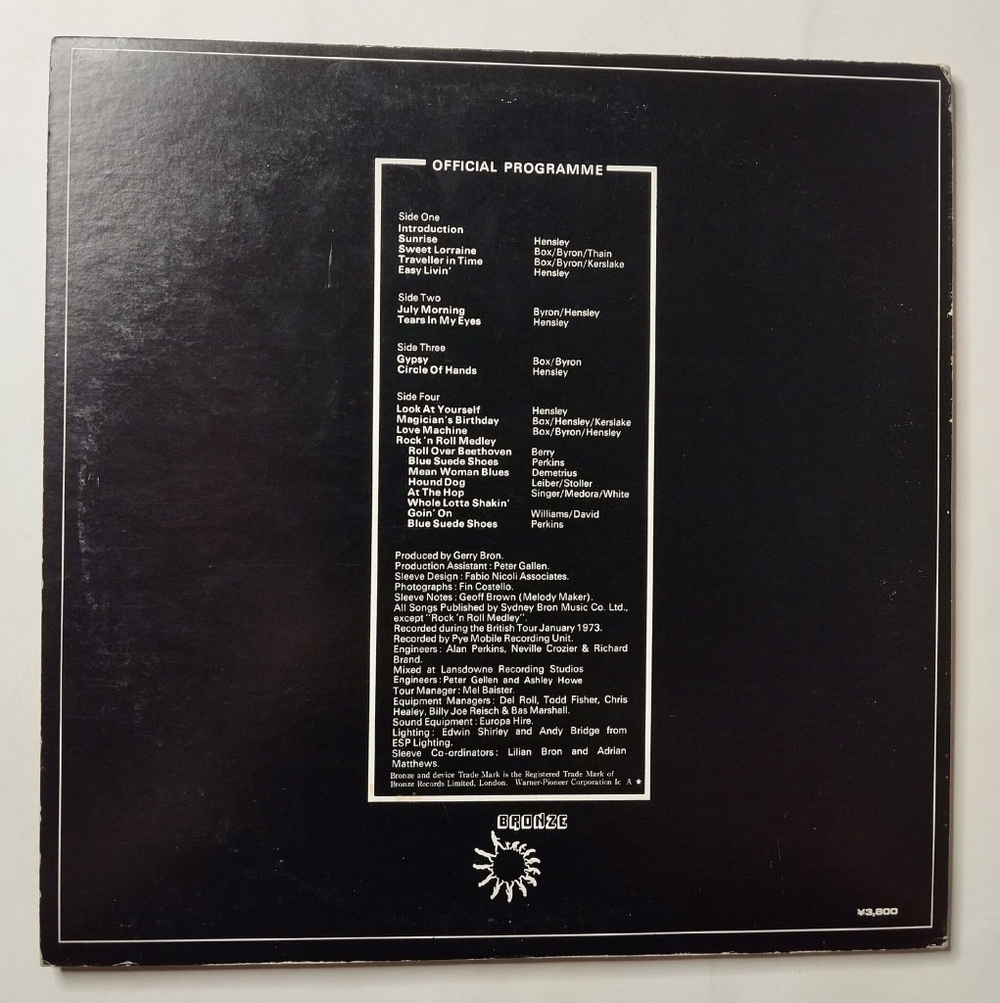 OFFICIAL PROGRAMME
Side One
Introduction
Sunrise Hensley
Sweet Lorraine Box/Byron/Thain
Traveller in Time Box/Byron/Kerslake
Easy Livin' Hensley
Side Two
July Morning Byron/Hensley
Tears In My Eyes Hensley
Side Three
Gypsy Box/Byron
Circle Of Hands Hensley
Side Four
Look At Yourself Hensley
Magician's Birthday Box/Hensley/Kerslake
Love Machine Box/Byron/Hensley
Rock 'n Roll Medley
Roll Over Beethoven Berry
Blue Suede Shoes Perkins
Mean Woman Blues Demetrius
Hound Dog Leiber/Stoller
At The Hop Singer/Medora/White
Whole Lotta Shakin'
Goin' On Williams/David
Blue Suede Shoes Perkins
Produced by Gerry Bron.
Production Assistant : Peter Gallen.
Sleeve Design : Fabio Nicoli Associates.
Photographs : Fin Costello.
Sleeve Notes : Geoff Brown (Melody Maker).
All Songs Published by Sydney Bron Music Co. Ltd.,
except "Rock 'n Roll Medley".
Recorded during the British Tour January 1973.
Recorded by Pye Mobile Recording Unit.
Engineers : Alan Perkins, Neville Crozier & Richard
Brand.
Mixed at Lansdowne Recording Studios
Engineers : Peter Gellen and Ashley Howe
Tour Manager : Mel Baister.
Equipment Managers : Del Roll, Todd Fisher, Chris
Healey, Billy Joe Reisch & Bas Marshall.
Sound Equipment : Europa Hire.
Lighting : Edwin Shirley and Andy Bridge from
ESP Lighting.
Sleeve Co-ordinators : Lilian Bron and Adrian
Matthews.
Bronze and device Trade Mark is the Registered Trade Mark of
Bronze Records Limited, London. Warner-Pioneer Corporation Ic A ★
BRONZE
¥3,800